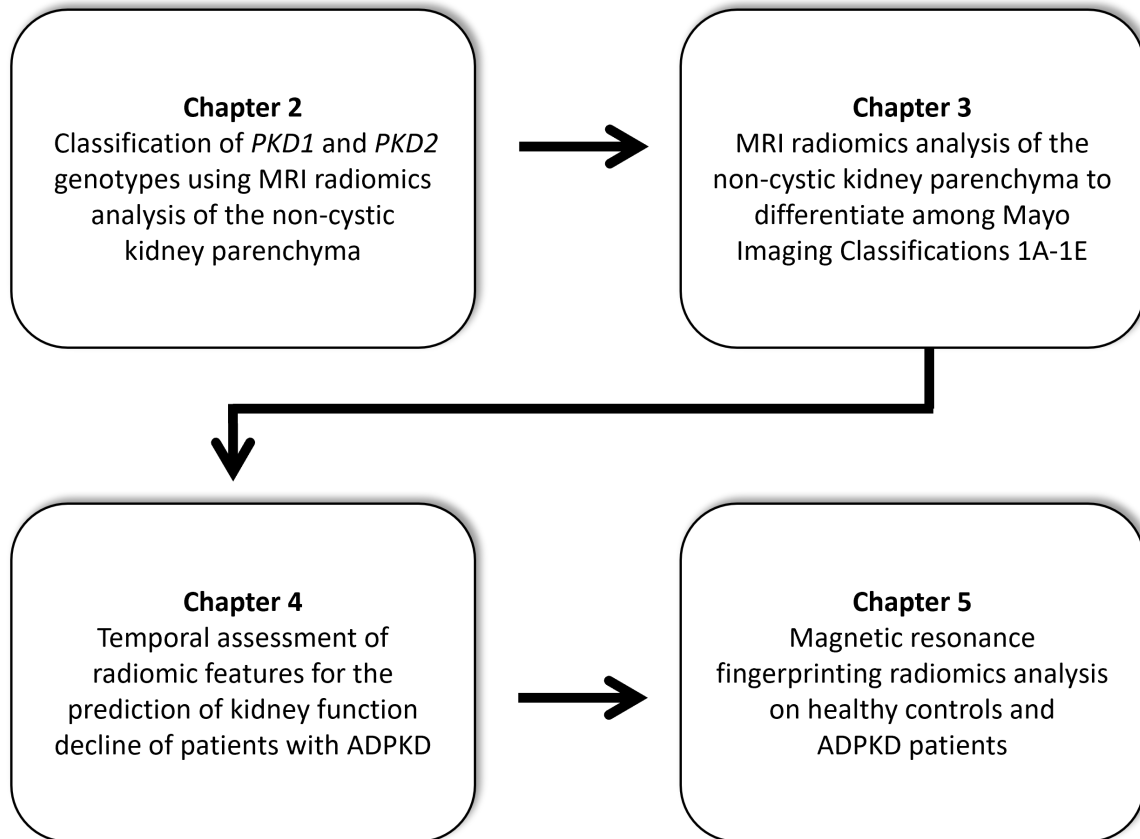 Chapter 2
Classification of PKD1 and PKD2
genotypes using MRI radiomics
analysis of the non-cystic
kidney parenchyma
Chapter 3
MRI radiomics analysis of the
non-cystic kidney parenchyma to
differentiate among Mayo
Imaging Classifications 1A-1E
Chapter 4
Temporal assessment of
radiomic features for the
prediction of kidney function
decline of patients with ADPKD
Chapter 5
Magnetic resonance
fingerprinting radiomics analysis
on healthy controls and
ADPKD patients